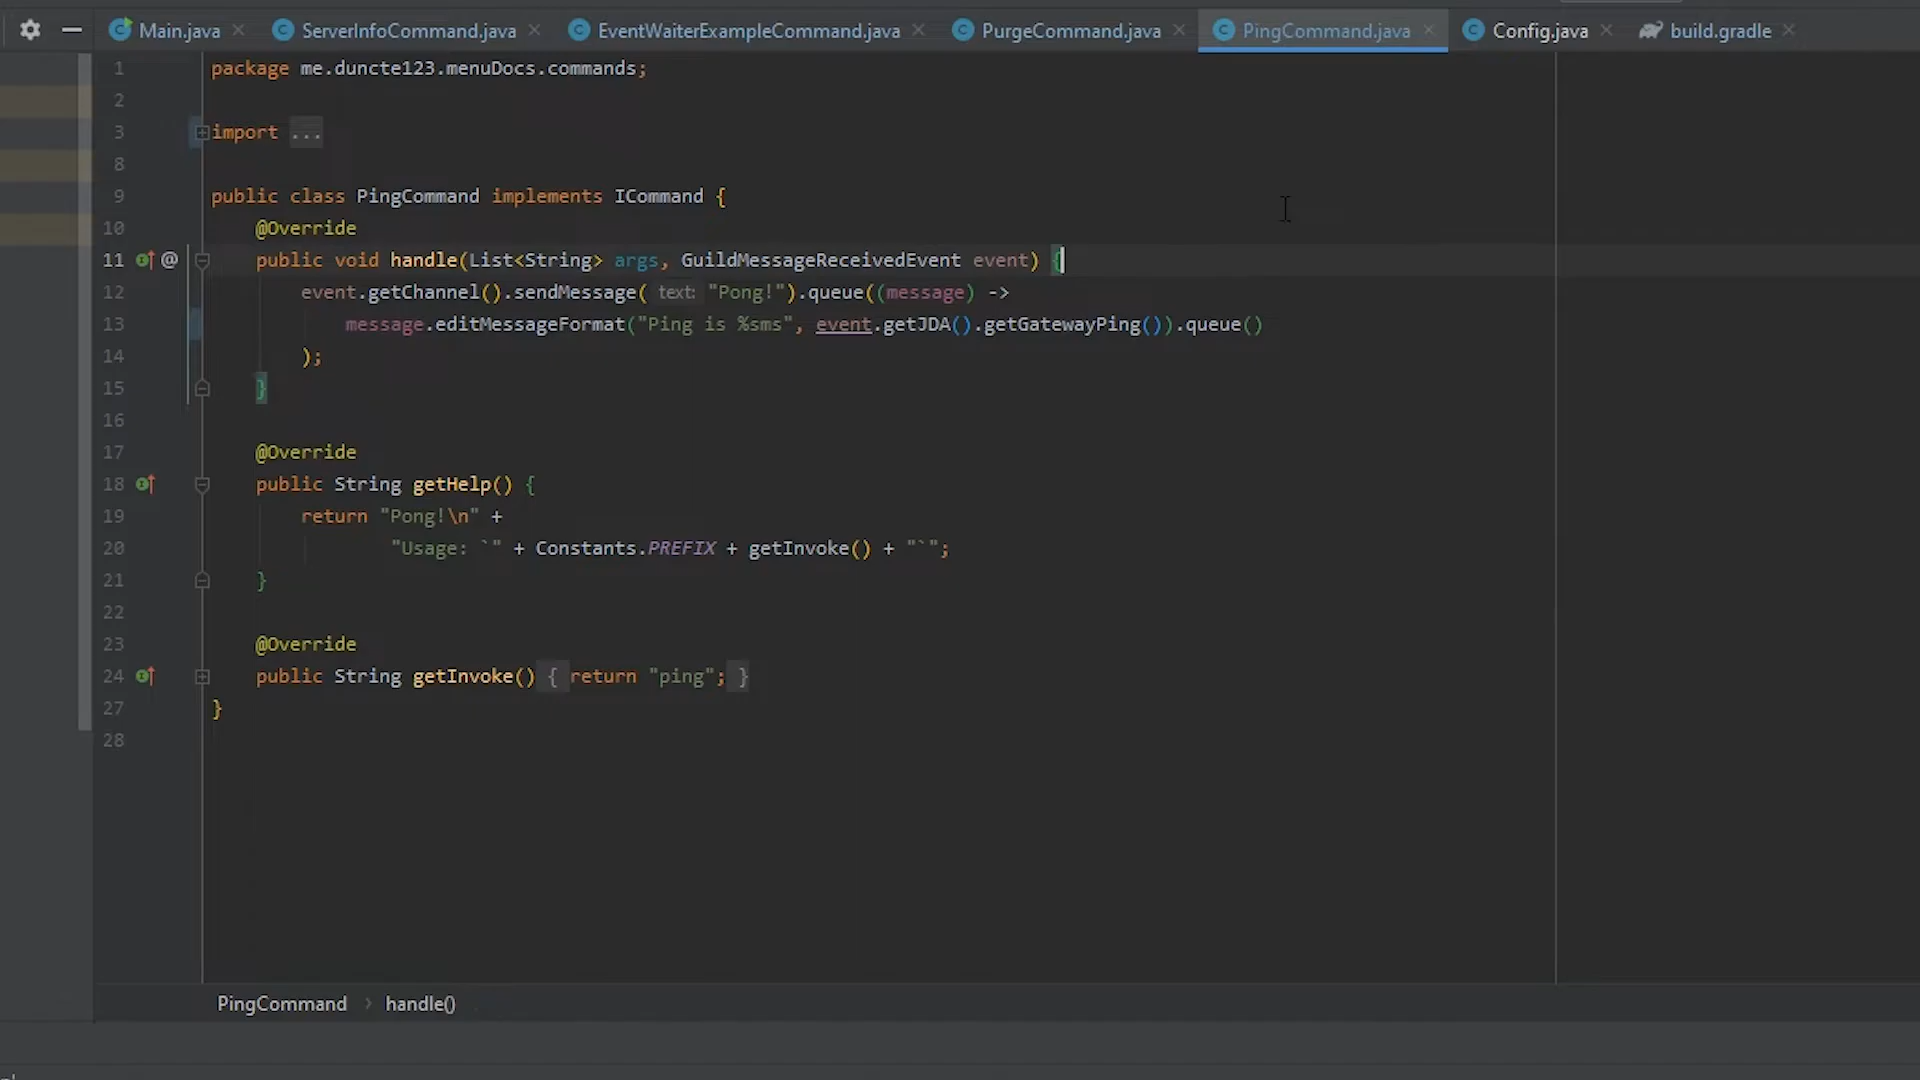 Main.java ServerInfoCommand.java EventWaiterExampleCommand.java PurgeCommand.java PingCommand.java Config.java build.gradle
1 package me.duncte123.menuDocs.commands;
2
3 import ...
8
9 public class PingCommand implements ICommand {
10 @Override
11 @ public void handle(List<String> args, GuildMessageReceivedEvent event) {
12 event.getChannel().sendMessage( text: "Pong!").queue((message) ->
13 message.editMessageFormat("Ping is %sms", event.getJDA().getGatewayPing()).queue()
14 );
15 }
16
17 @Override
18 public String getHelp() {
19 return "Pong!\n" +
20 "Usage: `" + Constants.PREFIX + getInvoke() + "`";
21 }
22
23 @Override
24 public String getInvoke() { return "ping"; }
27 }
28
PingCommand › handle()